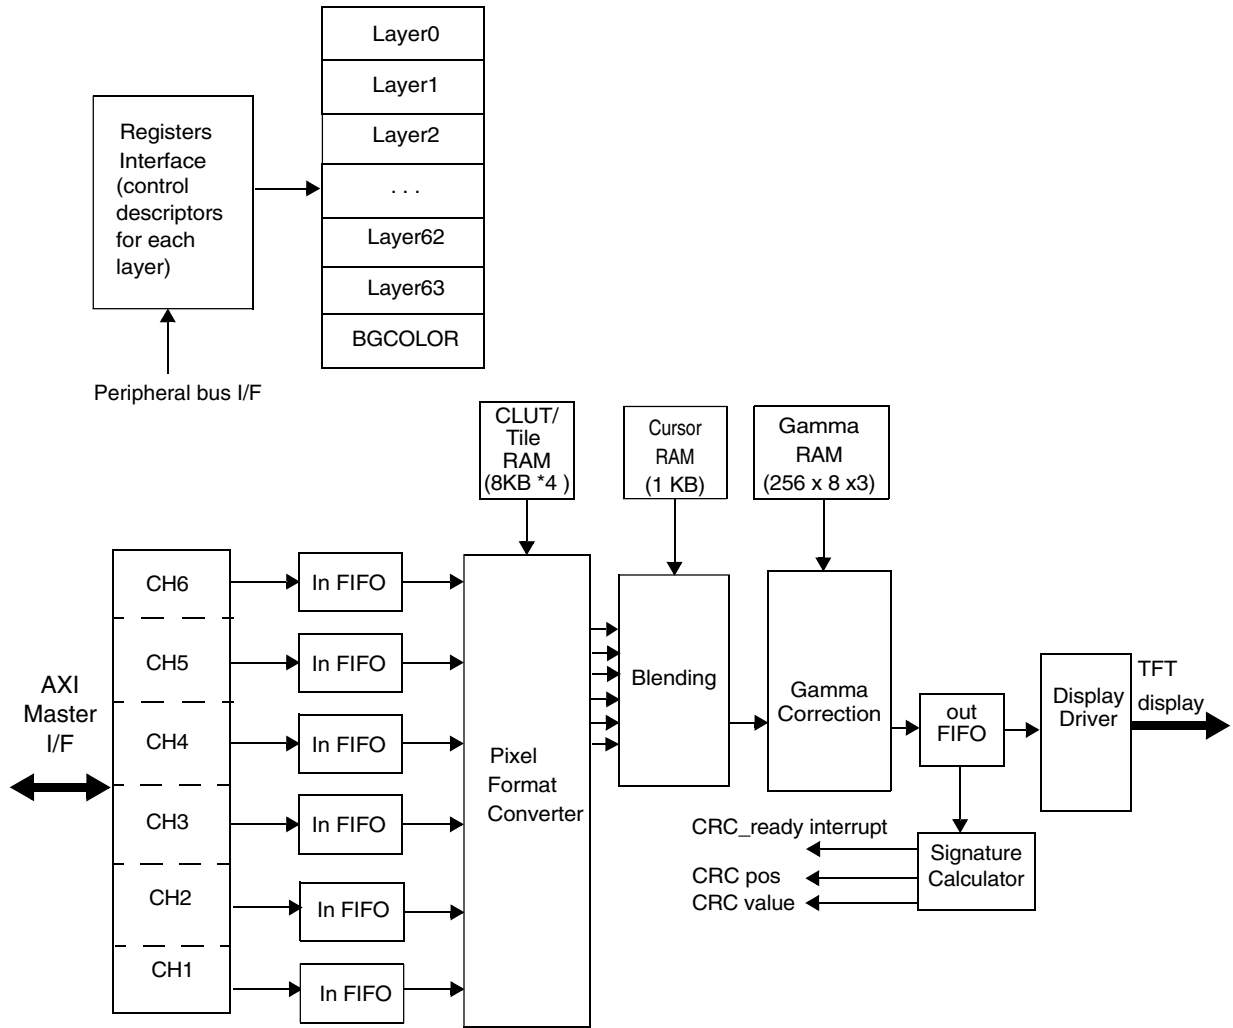 Layer0
Layer1
Layer2
. . .
Layer62
Layer63
BGCOLOR
Registers
Interface
(control
descriptors
for each
layer)
Peripheral bus I/F
CLUT/
Tile
RAM
(8KB *4 )
Cursor
RAM
(1 KB)
Gamma
RAM
(256 x 8 x3)
AXI
Master
I/F
CH6
CH5
CH4
CH3
CH2
CH1
In FIFO
In FIFO
In FIFO
In FIFO
In FIFO
In FIFO
Pixel
Format
Converter
Blending
Gamma
Correction
out
FIFO
Display
Driver
TFT
display
CRC_ready interrupt
CRC pos
CRC value
Signature
Calculator